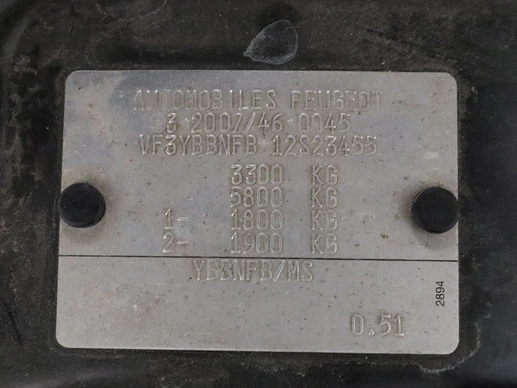 AUTOMOBILES PEUGEOT
3 2007/46 0045
VF3YBBNFB 12S23455
3300 KG
5800 KG
1- 1800 KG
2- 1900 KG
YBBNFB/MS
2894
0.51